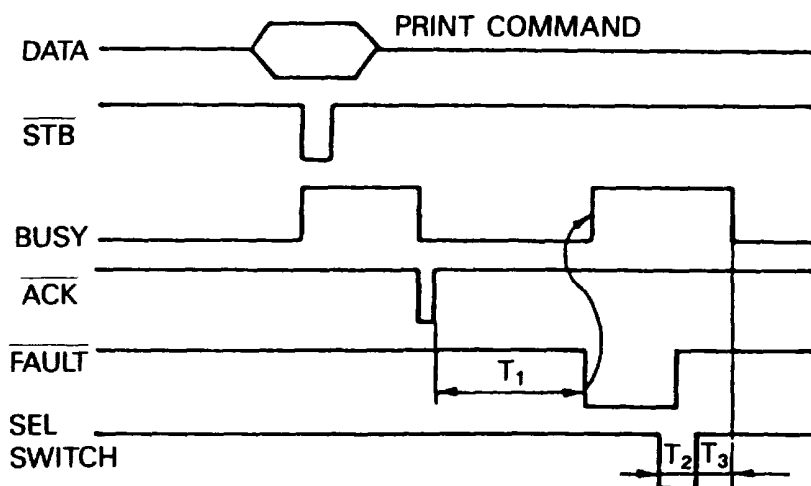 PRINT COMMAND
DATA
STB
BUSY
ACK
FAULT
T1
SEL
SWITCH
T2 T3